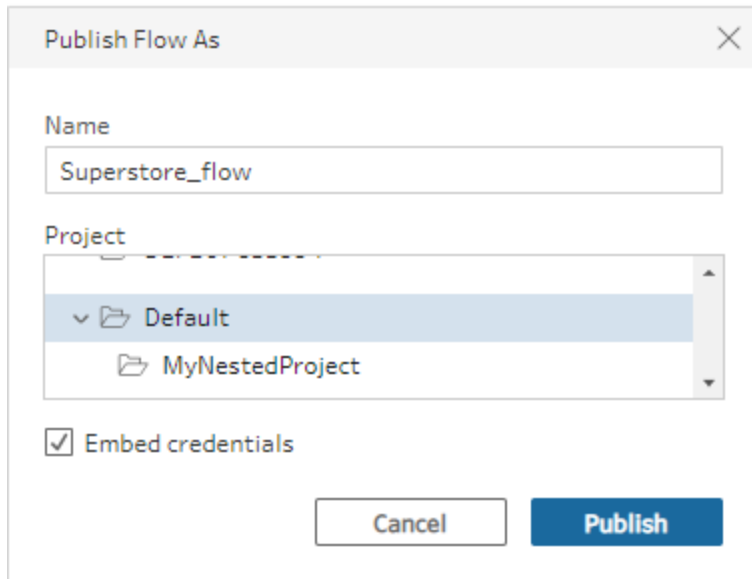 Publish Flow As
Name
Superstore_flow
Project
Default
MyNestedProject
Embed credentials
Cancel
Publish